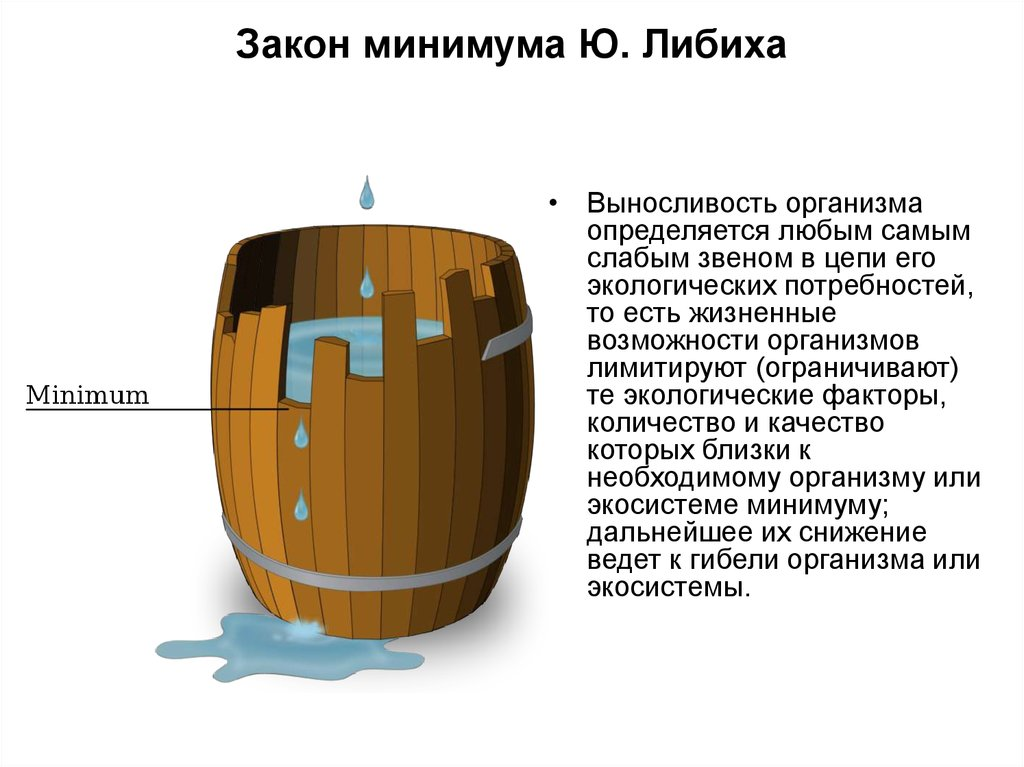 Закон минимума Ю. Либиха
Minimum
• Выносливость организма
определяется любым самым
слабым звеном в цепи его
экологических потребностей,
то есть жизненные
возможности организмов
лимитируют (ограничивают)
те экологические факторы,
количество и качество
которых близки к
необходимому организму или
экосистеме минимуму;
дальнейшее их снижение
ведет к гибели организма или
экосистемы.